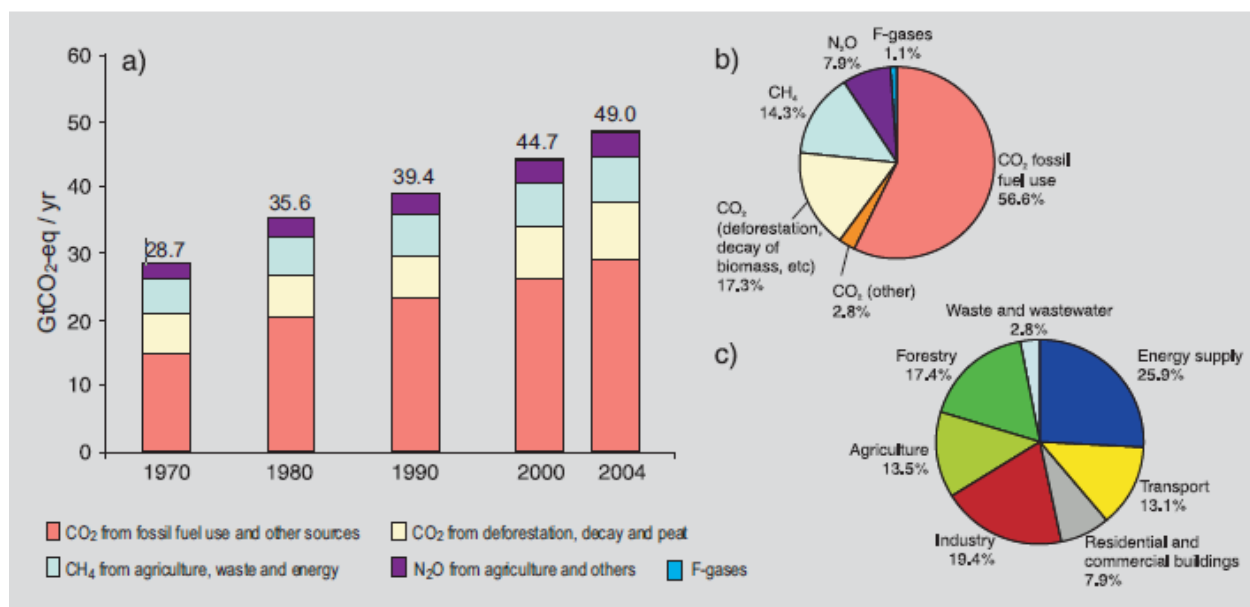 a)
GtCO₂-eq / yr
60
50
40
30
20
10
0
28.7
35.6
39.4
44.7
49.0
1970
1980
1990
2000
2004
CO₂ from fossil fuel use and other sources
CO₂ from deforestation, decay and peat
CH₄ from agriculture, waste and energy
N₂O from agriculture and others
F-gases
b)
F-gases
1.1%
N₂O
7.9%
CH₄
14.3%
CO₂ fossil
fuel use
56.6%
CO₂
(deforestation,
decay of
biomass, etc)
17.3%
CO₂ (other)
2.8%
c)
Waste and wastewater
2.8%
Forestry
17.4%
Energy supply
25.9%
Agriculture
13.5%
Transport
13.1%
Industry
19.4%
Residential and
commercial buildings
7.9%